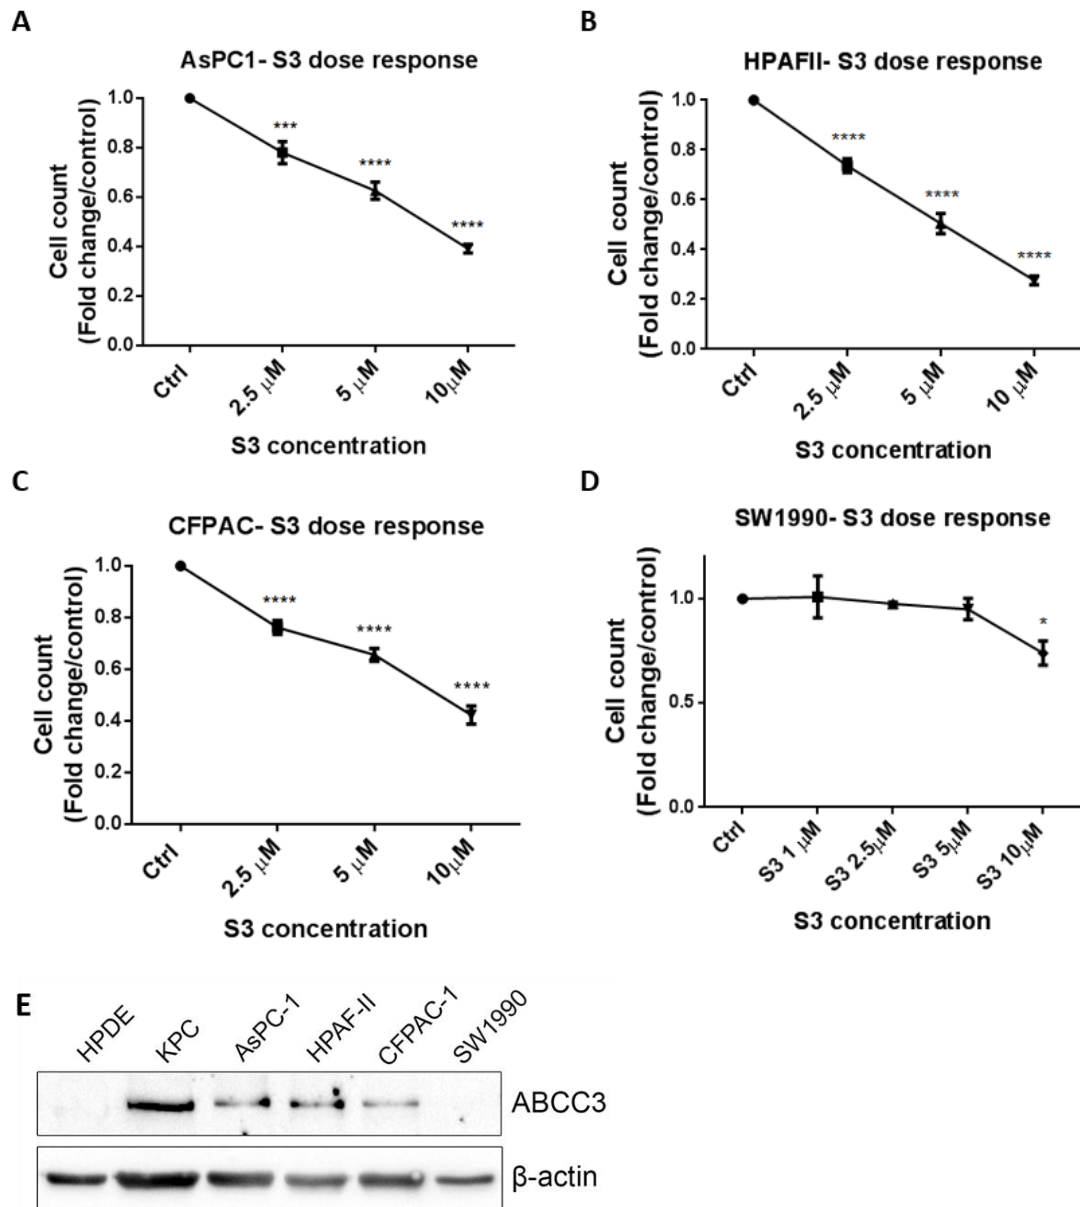 A
AsPC1- S3 dose response
Cell count
(Fold change/control)
1.0
0.8
0.6
0.4
0.2
0.0
***
****
****
Ctrl
2.5 μM
5 μM
10μM
S3 concentration
B
HPAFII- S3 dose response
Cell count
(Fold change/control)
1.0
0.8
0.6
0.4
0.2
0.0
****
****
****
Ctrl
2.5 μM
5 μM
10 μM
S3 concentration
C
CFPAC- S3 dose response
Cell count
(Fold change/control)
1.0
0.8
0.6
0.4
0.2
0.0
****
****
****
Ctrl
2.5 μM
5 μM
10μM
S3 concentration
D
SW1990- S3 dose response
Cell count
(Fold change/control)
1.0
0.5
0.0
*
Ctrl
S3 1 μM
S3 2.5μM
S3 5μM
S3 10μM
S3 concentration
E
HPDE
KPC
AsPC-1
HPAF-II
CFPAC-1
SW1990
ABCC3
β-actin